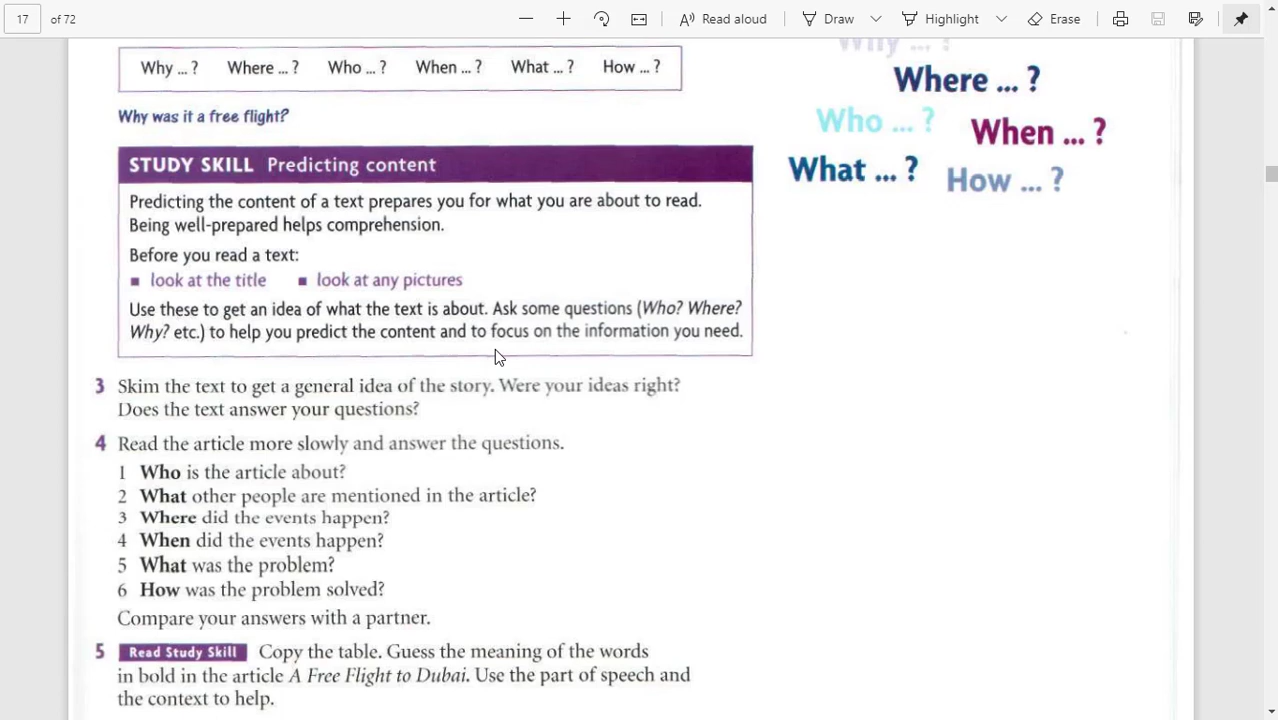 17 of 72
Read aloud
Draw
Highlight
Erase
Why ... ? Where ... ? Who ... ? When ... ? What ... ? How ... ?
Why was it a free flight?
STUDY SKILL Predicting content
Predicting the content of a text prepares you for what you are about to read.
Being well-prepared helps comprehension.
Before you read a text:
▪ look at the title ▪ look at any pictures
Use these to get an idea of what the text is about. Ask some questions (Who? Where?
Why? etc.) to help you predict the content and to focus on the information you need.
3 Skim the text to get a general idea of the story. Were your ideas right?
Does the text answer your questions?
4 Read the article more slowly and answer the questions.
1 Who is the article about?
2 What other people are mentioned in the article?
3 Where did the events happen?
4 When did the events happen?
5 What was the problem?
6 How was the problem solved?
Compare your answers with a partner.
5 Read Study Skill Copy the table. Guess the meaning of the words
in bold in the article A Free Flight to Dubai. Use the part of speech and
the context to help.
Why ... ?
Where ... ?
Who ... ?
When ... ?
What ... ?
How ... ?